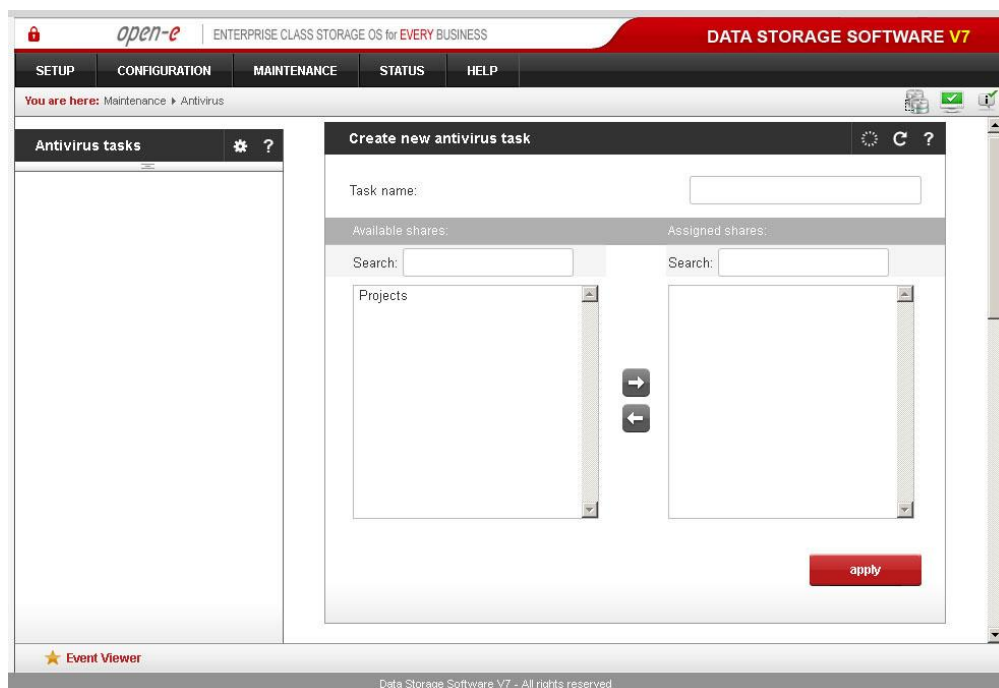 open-e ENTERPRISE CLASS STORAGE OS for EVERY BUSINESS DATA STORAGE SOFTWARE V7
SETUP CONFIGURATION MAINTENANCE STATUS HELP
You are here: Maintenance Antivirus
Antivirus tasks ?
Create new antivirus task ?
Task name:
Available shares: Assigned shares:
Search: Search:
Projects
apply
Event Viewer
Data Storage Software V7 - All rights reserved